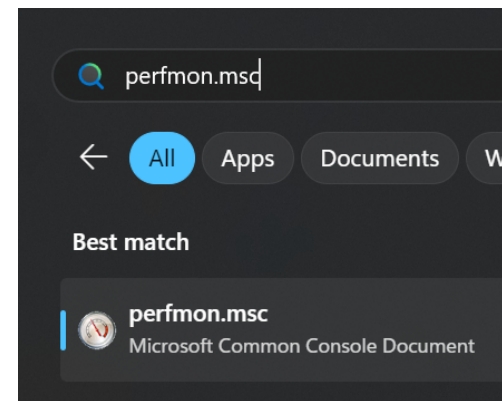 perfmon.msc
All Apps Documents W
Best match
perfmon.msc
Microsoft Common Console Document